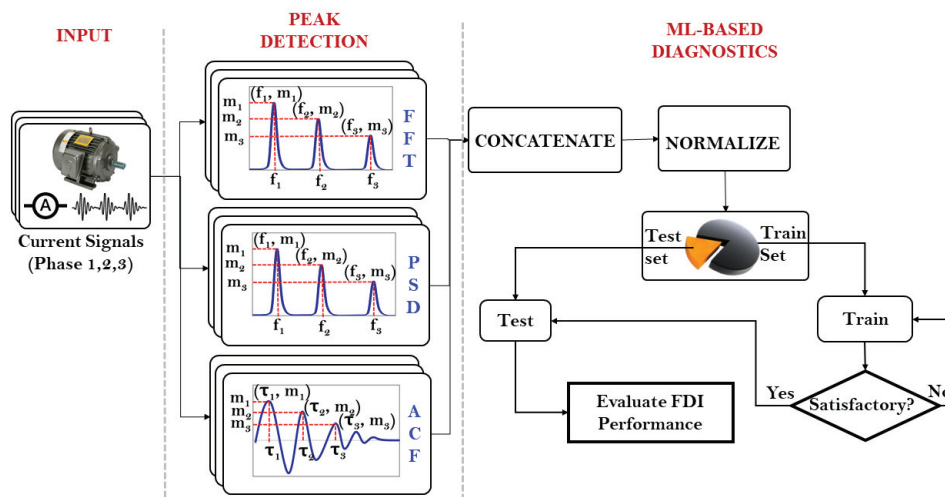 INPUT
PEAK
DETECTION
ML-BASED
DIAGNOSTICS
A
Current Signals
(Phase 1,2,3)
m₁
m₂
m₃
(f₁, m₁)
(f₂, m₂)
(f₃, m₃)
f₁
f₂
f₃
F
F
T
m₁
m₂
m₃
(f₁, m₁)
(f₂, m₂)
(f₃, m₃)
f₁
f₂
f₃
P
S
D
m₁
m₂
m₃
(τ₁, m₁)
(τ₂, m₂)
(τ₃, m₃)
τ₁
τ₂
τ₃
A
C
F
CONCATENATE
NORMALIZE
Test
set
Train
Set
Test
Train
Yes
Satisfactory?
No
Evaluate FDI
Performance